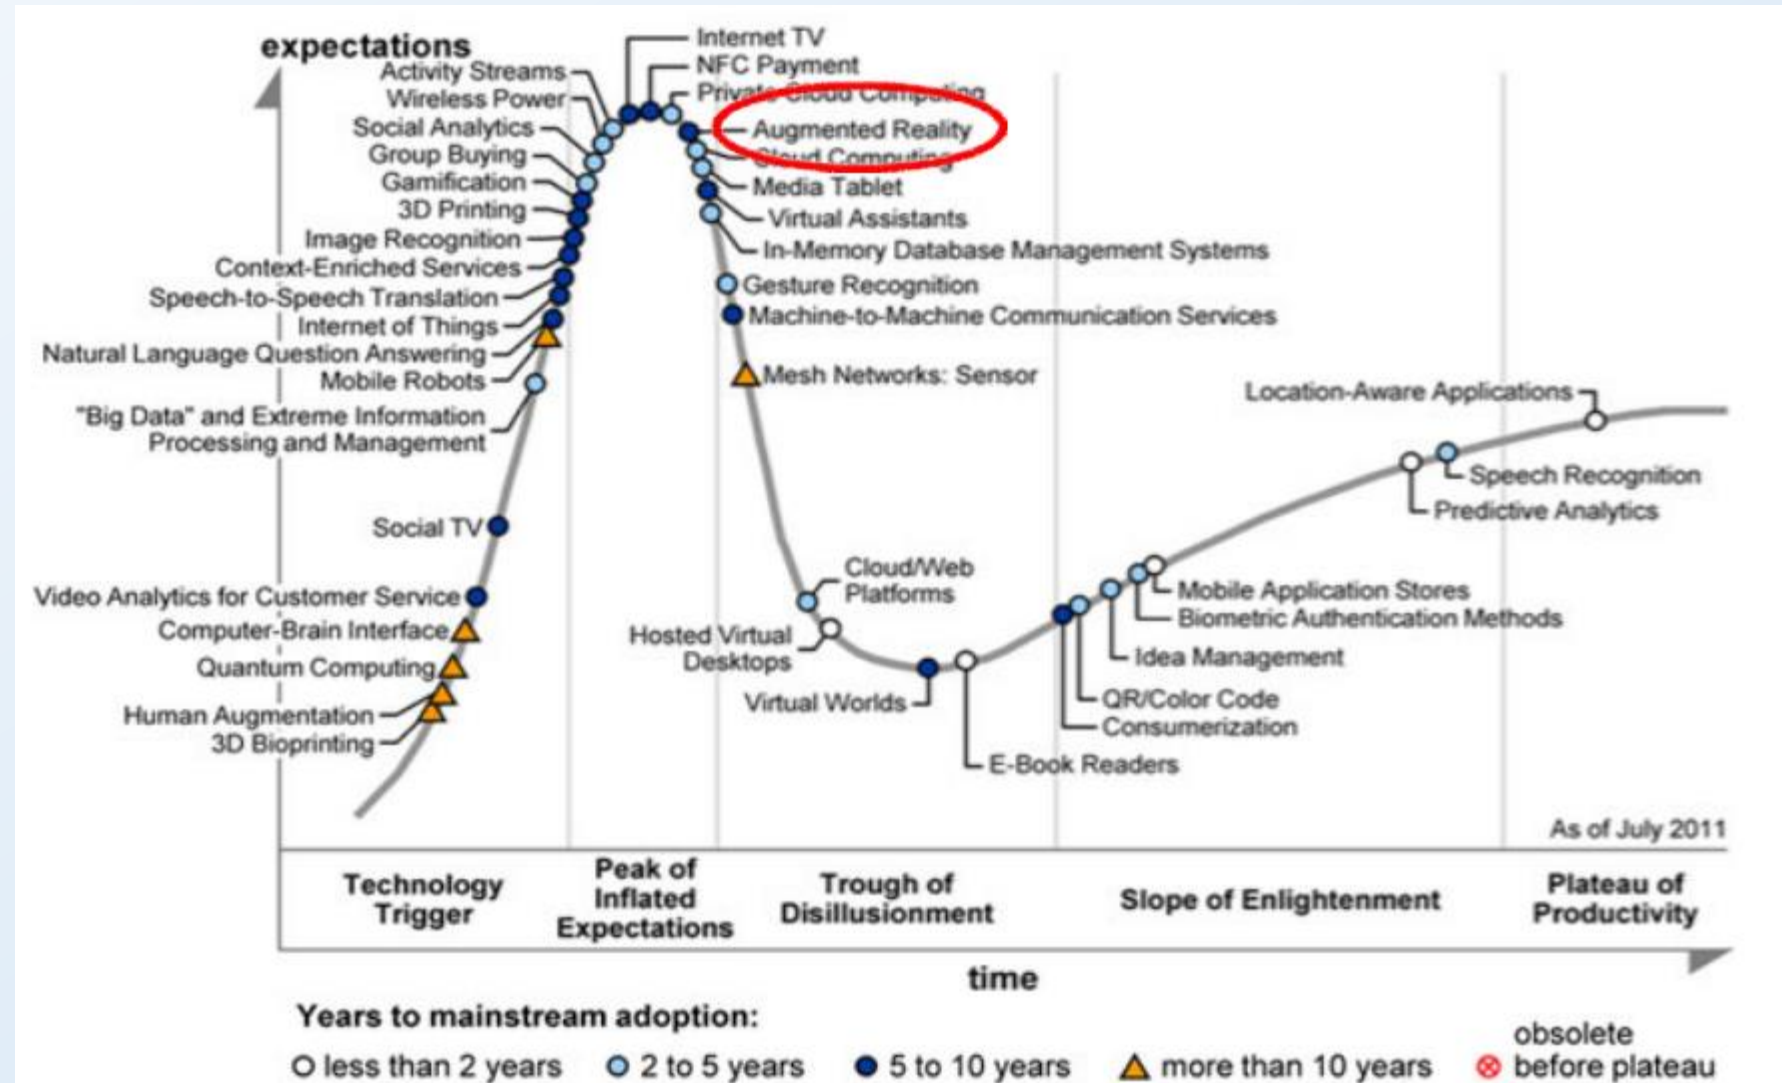 expectations
Internet TV
NFC Payment
Private Cloud Computing
Augmented Reality
Cloud Computing
Media Tablet
Virtual Assistants
In-Memory Database Management Systems
Gesture Recognition
Machine-to-Machine Communication Services
Mesh Networks: Sensor
Activity Streams
Wireless Power
Social Analytics
Group Buying
Gamification
3D Printing
Image Recognition
Context-Enriched Services
Speech-to-Speech Translation
Internet of Things
Natural Language Question Answering
Mobile Robots
"Big Data" and Extreme Information
Processing and Management
Social TV
Video Analytics for Customer Service
Computer-Brain Interface
Quantum Computing
Human Augmentation
3D Bioprinting
Cloud/Web
Platforms
Hosted Virtual
Desktops
Virtual Worlds
E-Book Readers
Location-Aware Applications
Speech Recognition
Predictive Analytics
Mobile Application Stores
Biometric Authentication Methods
Idea Management
QR/Color Code
Consumerization
As of July 2011
Technology
Trigger
Peak of
Inflated
Expectations
Trough of
Disillusionment
Slope of Enlightenment
Plateau of
Productivity
time
Years to mainstream adoption:
less than 2 years
2 to 5 years
5 to 10 years
more than 10 years
obsolete
before plateau